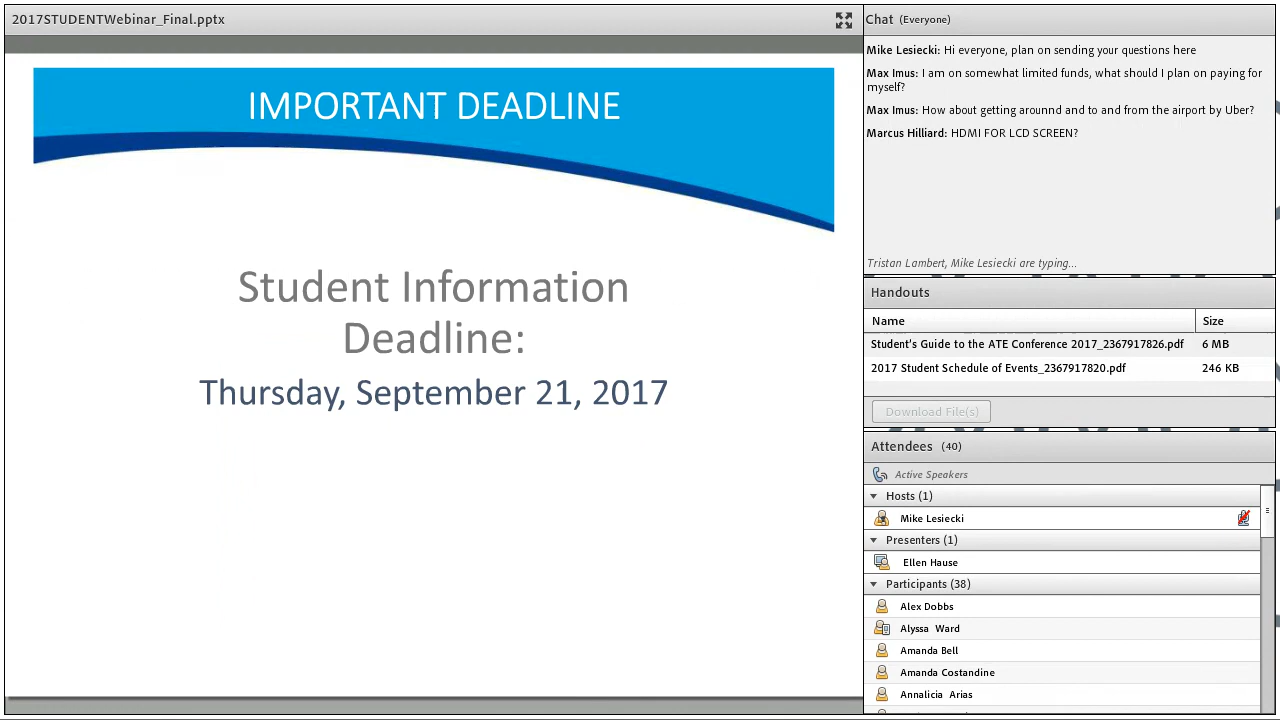 2017STUDENTWebinar_Final.pptx
IMPORTANT DEADLINE
Student Information
Deadline:
Thursday, September 21, 2017
Chat (Everyone)
Mike Lesiecki: Hi everyone, plan on sending your questions here
Max Imus: I am on somewhat limited funds, what should I plan on paying for
myself?
Max Imus: How about getting arournd and to and from the airport by Uber?
Marcus Hilliard: HDMI FOR LCD SCREEN?
Tristan Lambert, Mike Lesiecki are typing...
Handouts
Name Size
Student's Guide to the ATE Conference 2017_2367917826.pdf 6 MB
2017 Student Schedule of Events_2367917820.pdf 246 KB
Download File(s)
Attendees (40)
Active Speakers
Hosts (1)
Mike Lesiecki
Presenters (1)
Ellen Hause
Participants (38)
Alex Dobbs
Alyssa Ward
Amanda Bell
Amanda Costandine
Annalicia Arias